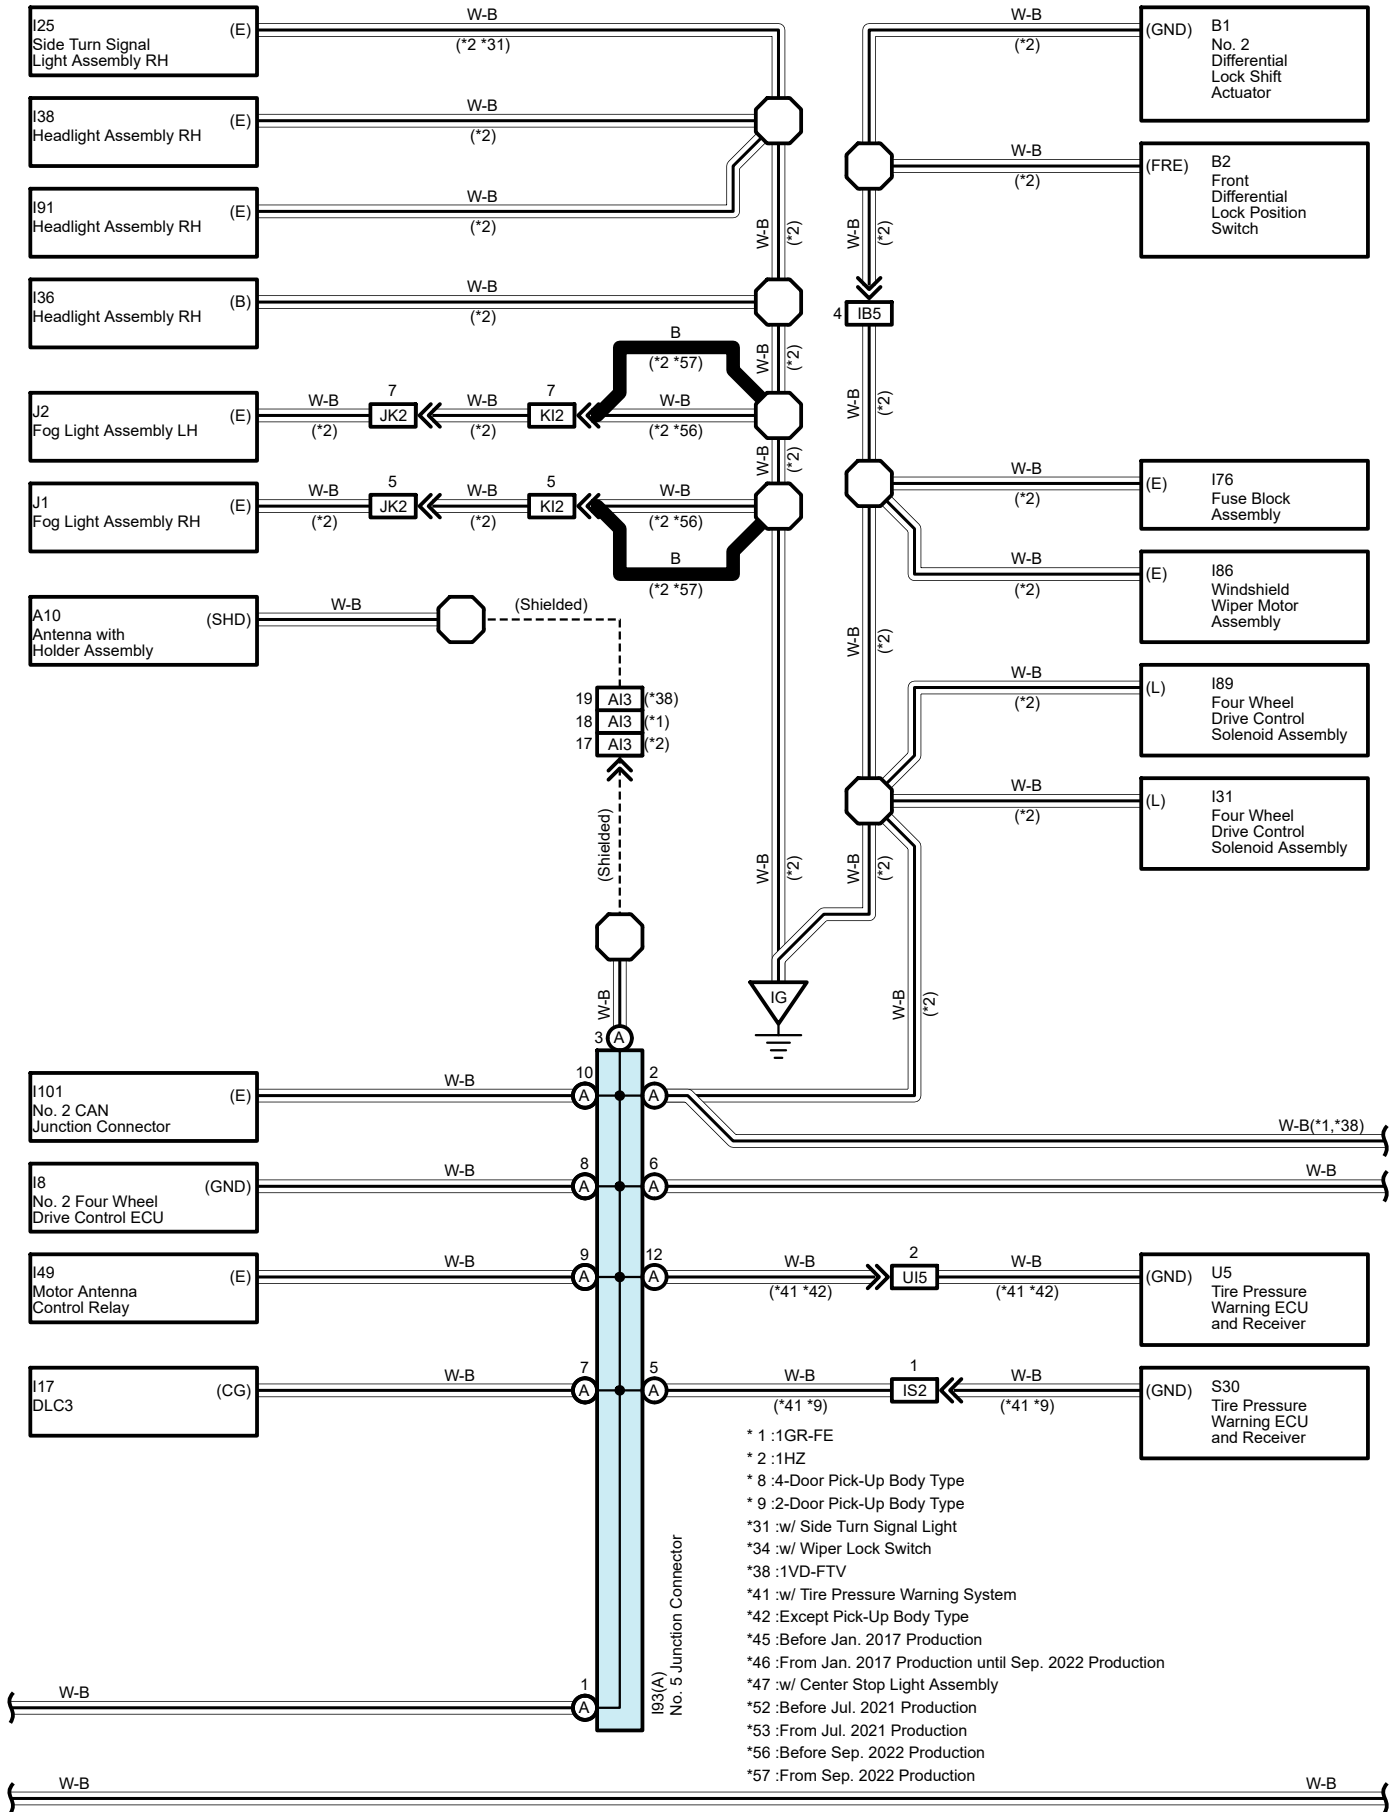 I25
Side Turn Signal
Light Assembly RH
(E)
W-B
(*2 *31)
I38
Headlight Assembly RH
(E)
W-B
(*2)
I91
Headlight Assembly RH
(E)
W-B
(*2)
W-B
(*2)
I36
Headlight Assembly RH
(B)
W-B
(*2)
W-B
(*2)
J2
Fog Light Assembly LH
(E)
W-B
(*2)
7
JK2
W-B
(*2)
7
KI2
B
(*2 *57)
W-B
(*2 *56)
W-B
(*2)
J1
Fog Light Assembly RH
(E)
W-B
(*2)
5
JK2
W-B
(*2)
5
KI2
W-B
(*2 *56)
B
(*2 *57)
A10
Antenna with
Holder Assembly
(SHD)
W-B
(Shielded)
19 AI3 (*38)
18 AI3 (*1)
17 AI3 (*2)
(Shielded)
W-B
3 A
W-B
(*2)
B1
No. 2
Differential
Lock Shift
Actuator
(GND)
W-B
(*2)
B2
Front
Differential
Lock Position
Switch
(FRE)
W-B
(*2)
W-B
(*2)
4 IB5
W-B
(*2)
I76
Fuse Block
Assembly
(E)
W-B
(*2)
I86
Windshield
Wiper Motor
Assembly
(E)
W-B
(*2)
W-B
(*2)
I89
Four Wheel
Drive Control
Solenoid Assembly
(L)
W-B
(*2)
I31
Four Wheel
Drive Control
Solenoid Assembly
(L)
W-B
(*2)
W-B
(*2)
IG
W-B
(*2)
I101
No. 2 CAN
Junction Connector
(E)
W-B
10
A
2
A
W-B(*1,*38)
I8
No. 2 Four Wheel
Drive Control ECU
(GND)
W-B
8
A
6
A
W-B
I49
Motor Antenna
Control Relay
(E)
W-B
9
A
12
A
W-B
(*41 *42)
2
UI5
W-B
(*41 *42)
(GND)
U5
Tire Pressure
Warning ECU
and Receiver
I17
DLC3
(CG)
W-B
7
A
5
A
W-B
(*41 *9)
1
IS2
W-B
(*41 *9)
(GND)
S30
Tire Pressure
Warning ECU
and Receiver
* 1 :1GR-FE
* 2 :1HZ
* 8 :4-Door Pick-Up Body Type
* 9 :2-Door Pick-Up Body Type
*31 :w/ Side Turn Signal Light
*34 :w/ Wiper Lock Switch
*38 :1VD-FTV
*41 :w/ Tire Pressure Warning System
*42 :Except Pick-Up Body Type
*45 :Before Jan. 2017 Production
*46 :From Jan. 2017 Production until Sep. 2022 Production
*47 :w/ Center Stop Light Assembly
*52 :Before Jul. 2021 Production
*53 :From Jul. 2021 Production
*56 :Before Sep. 2022 Production
*57 :From Sep. 2022 Production
I93(A)
No. 5 Junction Connector
W-B
1
A
W-B
W-B